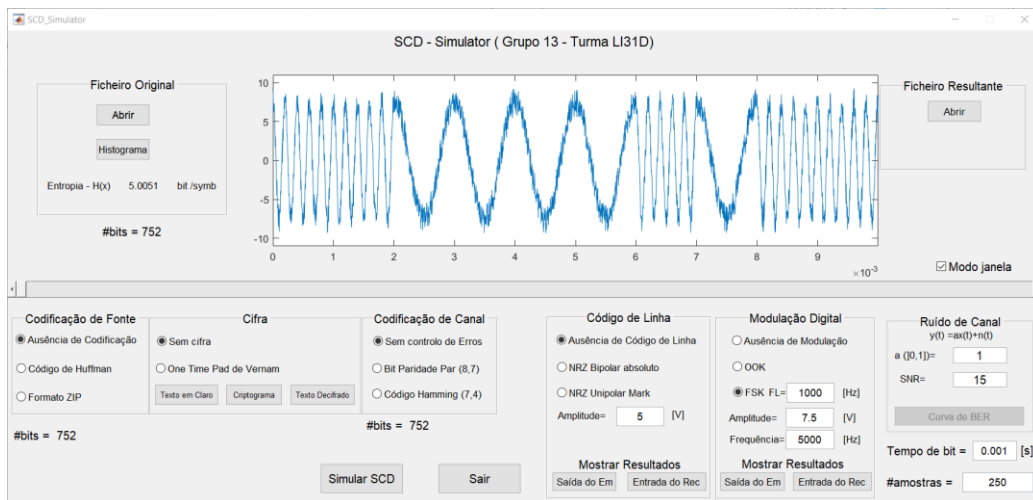 SCD_Simulator
SCD - Simulator ( Grupo 13 - Turma LI31D)
Ficheiro Original
Abrir
Histograma
Entropia - H(x) 5.0051 bit /symb
#bits = 752
10
5
0
-5
-10
0 1 2 3 4 5 6 7 8 9
×10⁻³
Ficheiro Resultante
Abrir
Modo janela
Codificação de Fonte
Ausência de Codificação
Código de Huffman
Formato ZIP
#bits = 752
Cifra
Sem cifra
One Time Pad de Vernam
Texto em Claro Criptograma Texto Decifrado
Codificação de Canal
Sem controlo de Erros
Bit Paridade Par (8,7)
Código Hamming (7,4)
#bits = 752
Simular SCD Sair
Código de Linha
Ausência de Código de Linha
NRZ Bipolar absoluto
NRZ Unipolar Mark
Amplitude= 5 [V]
Mostrar Resultados
Saída do Em Entrada do Rec
Modulação Digital
Ausência de Modulação
OOK
FSK FL= 1000 [Hz]
Amplitude= 7.5 [V]
Frequência= 5000 [Hz]
Mostrar Resultados
Saída do Em Entrada do Rec
Ruído de Canal
y(t) =ax(t)+n(t)
a (]0,1])= 1
SNR= 15
Curva de BER
Tempo de bit = 0.001 [s]
#amostras = 250